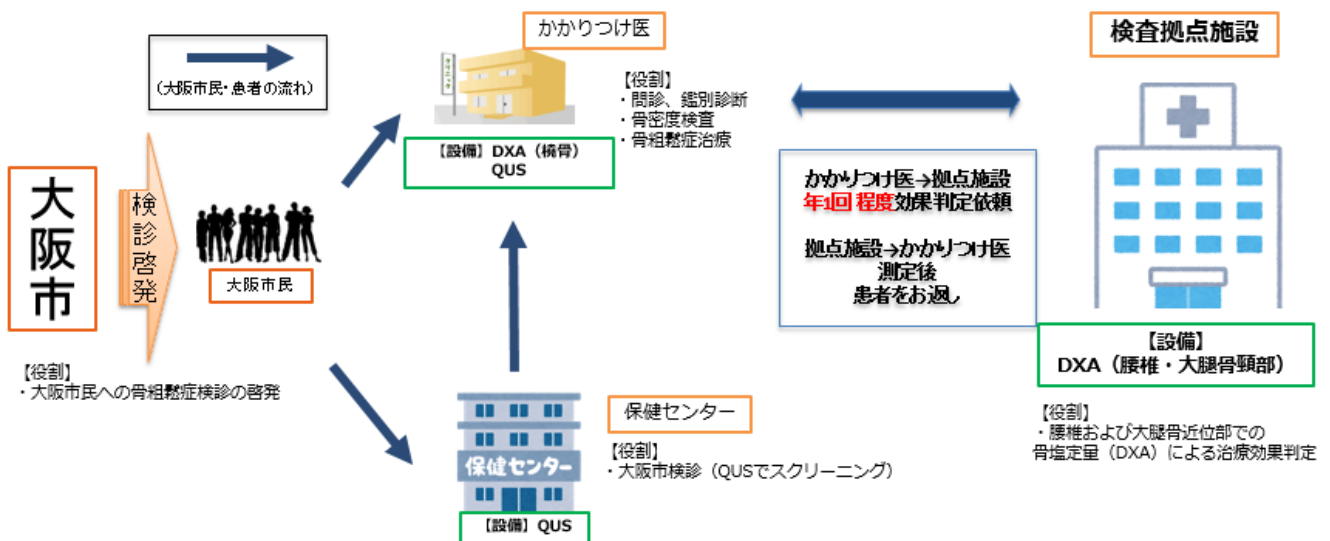 (大阪市民・患者の流れ)
大阪市
検診啓発
大阪市民
【役割】
・大阪市民への骨粗鬆症検診の啓発
かかりつけ医
クリニック
【設備】DXA(橈骨)
QUS
【役割】
・問診、鑑別診断
・骨密度検査
・骨粗鬆症治療
保健センター
保健センター
【設備】QUS
【役割】
・大阪市検診(QUSでスクリーニング)
かかりつけ医→拠点施設
年1回 程度効果判定依頼
拠点施設→かかりつけ医
測定後
患者をお返し
検査拠点施設
【設備】
DXA(腰椎・大腿骨頸部)
【役割】
・腰椎および大腿骨近位部での
骨塩定量(DXA)による治療効果判定